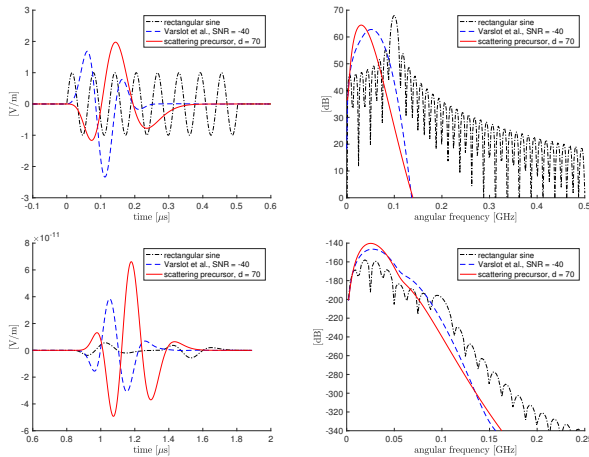 rectangular sine
Varslot et al., SNR = -40
scattering precursor, d = 70
3
2
1
0
-1
-2
-3
[V/m]
-0.1 0 0.1 0.2 0.3 0.4 0.5 0.6
time [μs]
rectangular sine
Varslot et al., SNR = -40
scattering precursor, d = 70
70
60
50
40
30
20
10
0
[dB]
0 0.1 0.2 0.3 0.4 0.5
angular frequency [GHz]
×10^-11
rectangular sine
Varslot et al., SNR = -40
scattering precursor, d = 70
8
6
4
2
0
-2
-4
-6
[V/m]
0.6 0.8 1 1.2 1.4 1.6 1.8 2
time [μs]
rectangular sine
Varslot et al., SNR = -40
scattering precursor, d = 70
-140
-160
-180
-200
-220
-240
-260
-280
-300
-320
-340
[dB]
0 0.05 0.1 0.15 0.2 0.25
angular frequency [GHz]